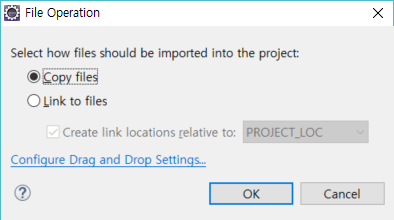 File Operation
Select how files should be imported into the project:
Copy files
Link to files
Create link locations relative to: PROJECT_LOC
Configure Drag and Drop Settings...
? OK Cancel